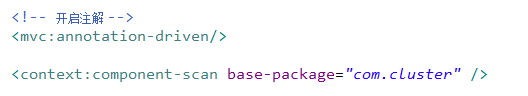 <!-- 开启注解 -->
<mvc:annotation-driven/>
<context:component-scan base-package="com.cluster" />